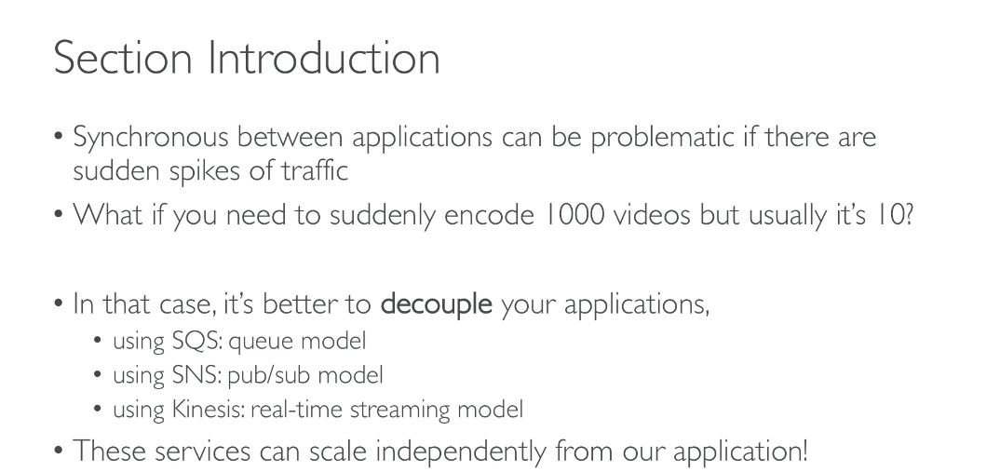 Section Introduction
• Synchronous between applications can be problematic if there are
sudden spikes of traffic
• What if you need to suddenly encode 1000 videos but usually it's 10?
• In that case, it's better to decouple your applications,
• using SQS: queue model
• using SNS: pub/sub model
• using Kinesis: real-time streaming model
• These services can scale independently from our application!